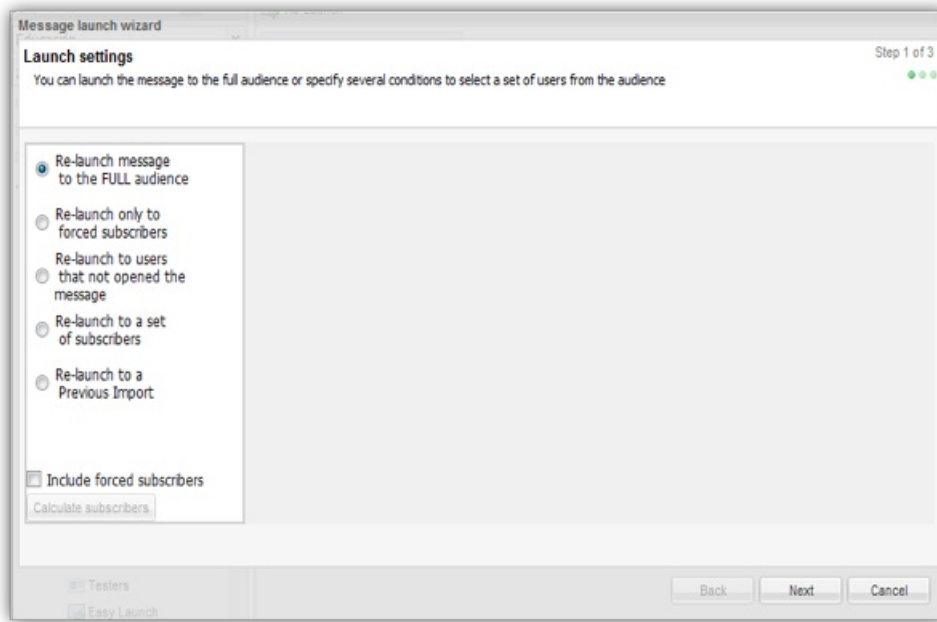 Message launch wizard
Launch settings
Step 1 of 3
You can launch the message to the full audience or specify several conditions to select a set of users from the audience
Re-launch message
to the FULL audience
Re-launch only to
forced subscribers
Re-launch to users
that not opened the
message
Re-launch to a set
of subscribers
Re-launch to a
Previous Import
Include forced subscribers
Calculate subscribers
Testers
Easy Launch
Back
Next
Cancel